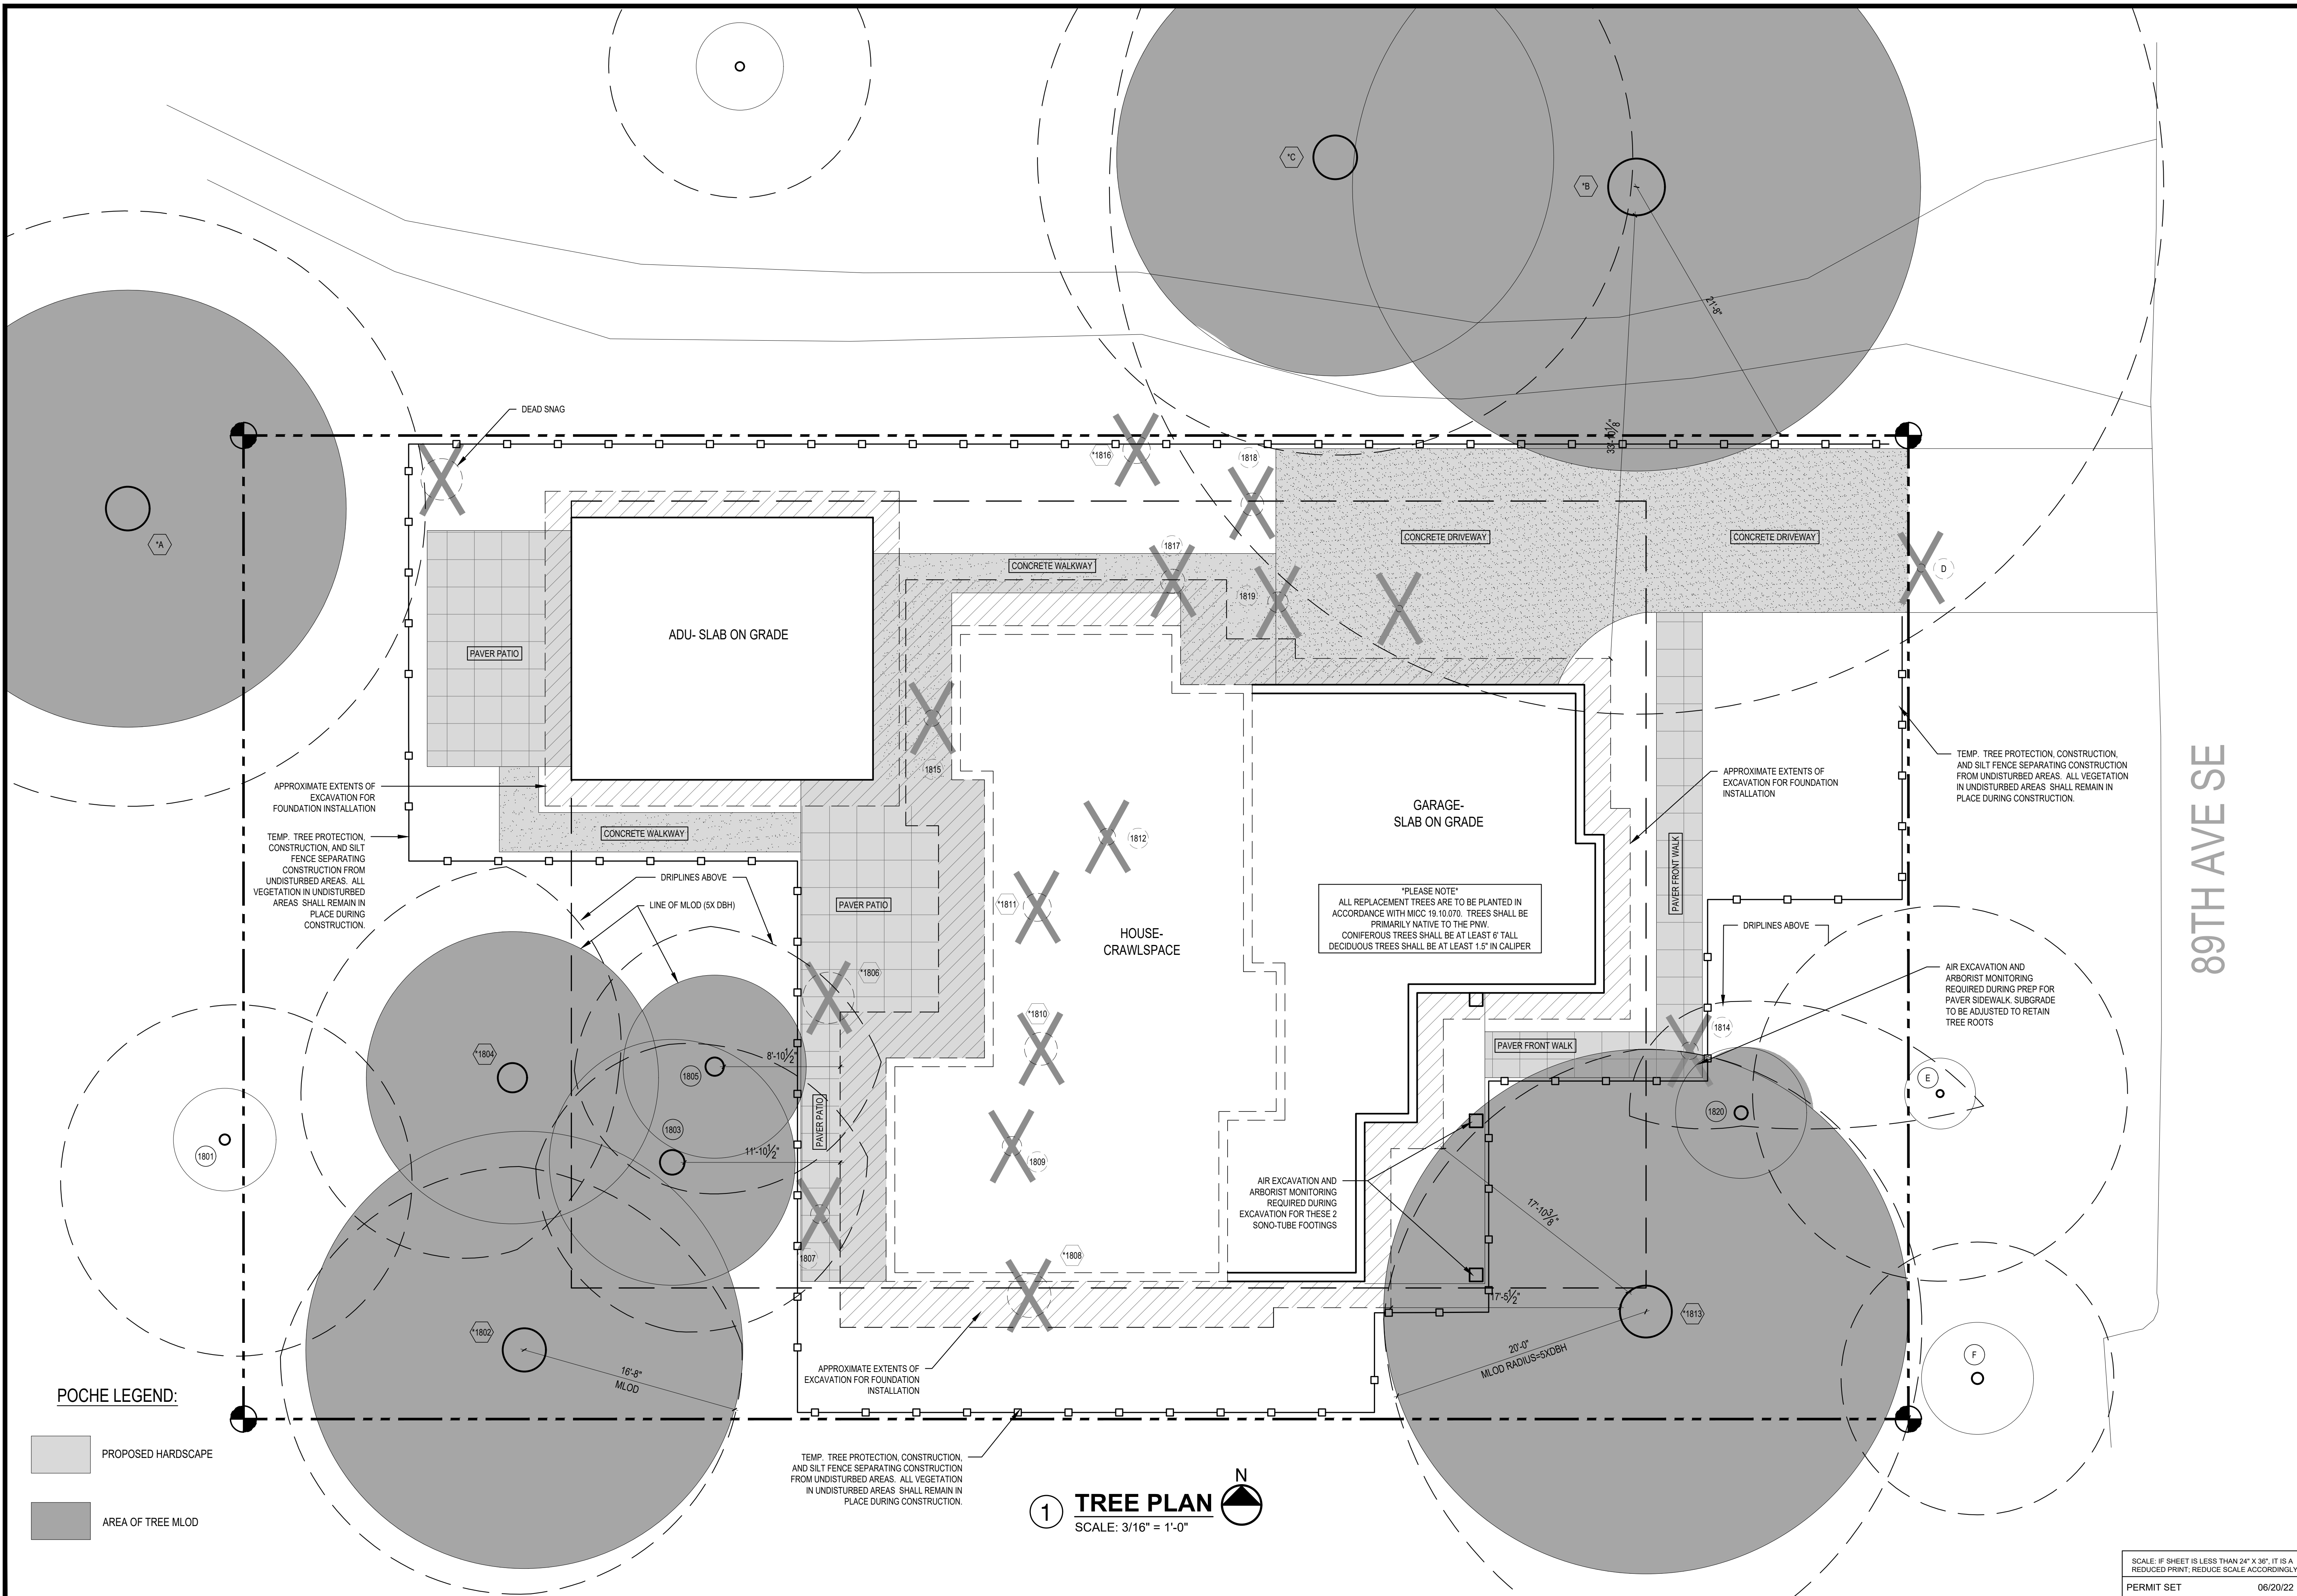 *C
*B
21'-8"
33'-10 1/8"
DEAD SNAG
*1816
1818
*A
CONCRETE DRIVEWAY
CONCRETE DRIVEWAY
1817
CONCRETE WALKWAY
D
1819
ADU- SLAB ON GRADE
PAVER PATIO
1815
APPROXIMATE EXTENTS OF
EXCAVATION FOR
FOUNDATION INSTALLATION
TEMP. TREE PROTECTION,
CONSTRUCTION, AND SILT
FENCE SEPARATING
CONSTRUCTION FROM
UNDISTURBED AREAS. ALL
VEGETATION IN UNDISTURBED
AREAS SHALL REMAIN IN
PLACE DURING
CONSTRUCTION.
CONCRETE WALKWAY
1812
GARAGE-
SLAB ON GRADE
APPROXIMATE EXTENTS OF
EXCAVATION FOR FOUNDATION
INSTALLATION
TEMP. TREE PROTECTION, CONSTRUCTION,
AND SILT FENCE SEPARATING CONSTRUCTION
FROM UNDISTURBED AREAS. ALL VEGETATION
IN UNDISTURBED AREAS SHALL REMAIN IN
PLACE DURING CONSTRUCTION.
89TH AVE SE
PAVER FRONT WALK
DRIPLINES ABOVE
LINE OF MLOD (5X DBH)
PAVER PATIO
*1811
HOUSE-
CRAWLSPACE
*PLEASE NOTE*
ALL REPLACEMENT TREES ARE TO BE PLANTED IN
ACCORDANCE WITH MICC 19.10.070. TREES SHALL BE
PRIMARILY NATIVE TO THE PNW.
CONIFEROUS TREES SHALL BE AT LEAST 6' TALL
DECIDUOUS TREES SHALL BE AT LEAST 1.5" IN CALIPER
DRIPLINES ABOVE
AIR EXCAVATION AND
ARBORIST MONITORING
REQUIRED DURING PREP FOR
PAVER SIDEWALK. SUBGRADE
TO BE ADJUSTED TO RETAIN
TREE ROOTS
*1806
*1810
1814
*1804
8'-10 1/2"
1805
PAVER FRONT WALK
E
1820
1803
PAVER PATIO
11'-10 1/2"
1801
1809
AIR EXCAVATION AND
ARBORIST MONITORING
REQUIRED DURING
EXCAVATION FOR THESE 2
SONO-TUBE FOOTINGS
17'-10 3/8"
1807
*1808
17'-5 1/2"
*1813
*1802
16'-8"
MLOD
20'-0"
MLOD RADIUS=5XDBH
F
APPROXIMATE EXTENTS OF
EXCAVATION FOR FOUNDATION
INSTALLATION
POCHE LEGEND:
PROPOSED HARDSCAPE
AREA OF TREE MLOD
TEMP. TREE PROTECTION, CONSTRUCTION,
AND SILT FENCE SEPARATING CONSTRUCTION
FROM UNDISTURBED AREAS. ALL VEGETATION
IN UNDISTURBED AREAS SHALL REMAIN IN
PLACE DURING CONSTRUCTION.
1
TREE PLAN
SCALE: 3/16" = 1'-0"
N
SCALE: IF SHEET IS LESS THAN 24" X 36", IT IS A
REDUCED PRINT; REDUCE SCALE ACCORDINGLY
PERMIT SET 06/20/22